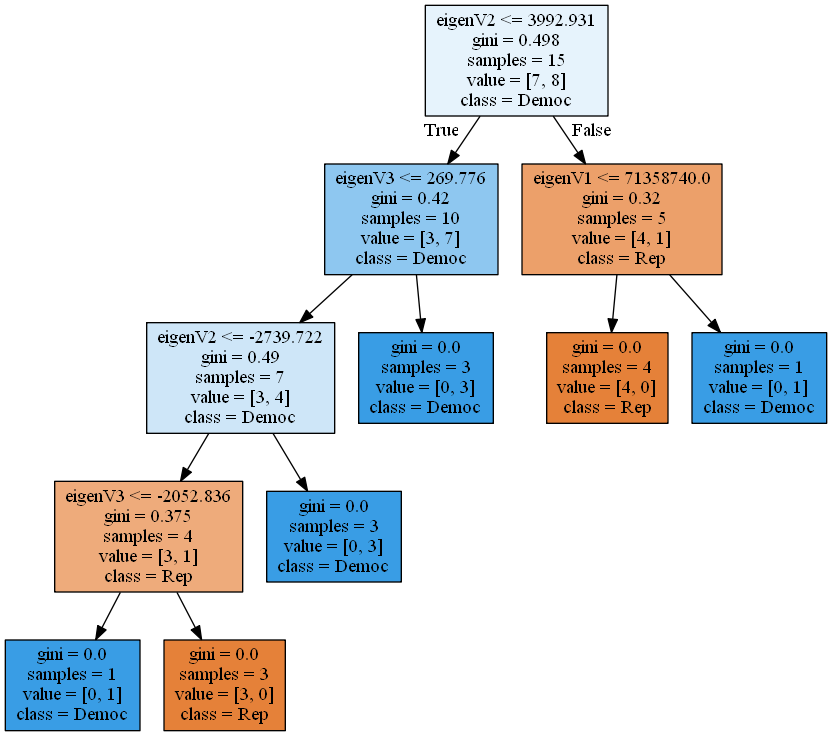 eigenV2 <= 3992.931
gini = 0.498
samples = 15
value = [7, 8]
class = Democ
True
False
eigenV3 <= 269.776
gini = 0.42
samples = 10
value = [3, 7]
class = Democ
eigenV1 <= 71358740.0
gini = 0.32
samples = 5
value = [4, 1]
class = Rep
eigenV2 <= -2739.722
gini = 0.49
samples = 7
value = [3, 4]
class = Democ
gini = 0.0
samples = 3
value = [0, 3]
class = Democ
gini = 0.0
samples = 4
value = [4, 0]
class = Rep
gini = 0.0
samples = 1
value = [0, 1]
class = Democ
eigenV3 <= -2052.836
gini = 0.375
samples = 4
value = [3, 1]
class = Rep
gini = 0.0
samples = 3
value = [0, 3]
class = Democ
gini = 0.0
samples = 1
value = [0, 1]
class = Democ
gini = 0.0
samples = 3
value = [3, 0]
class = Rep